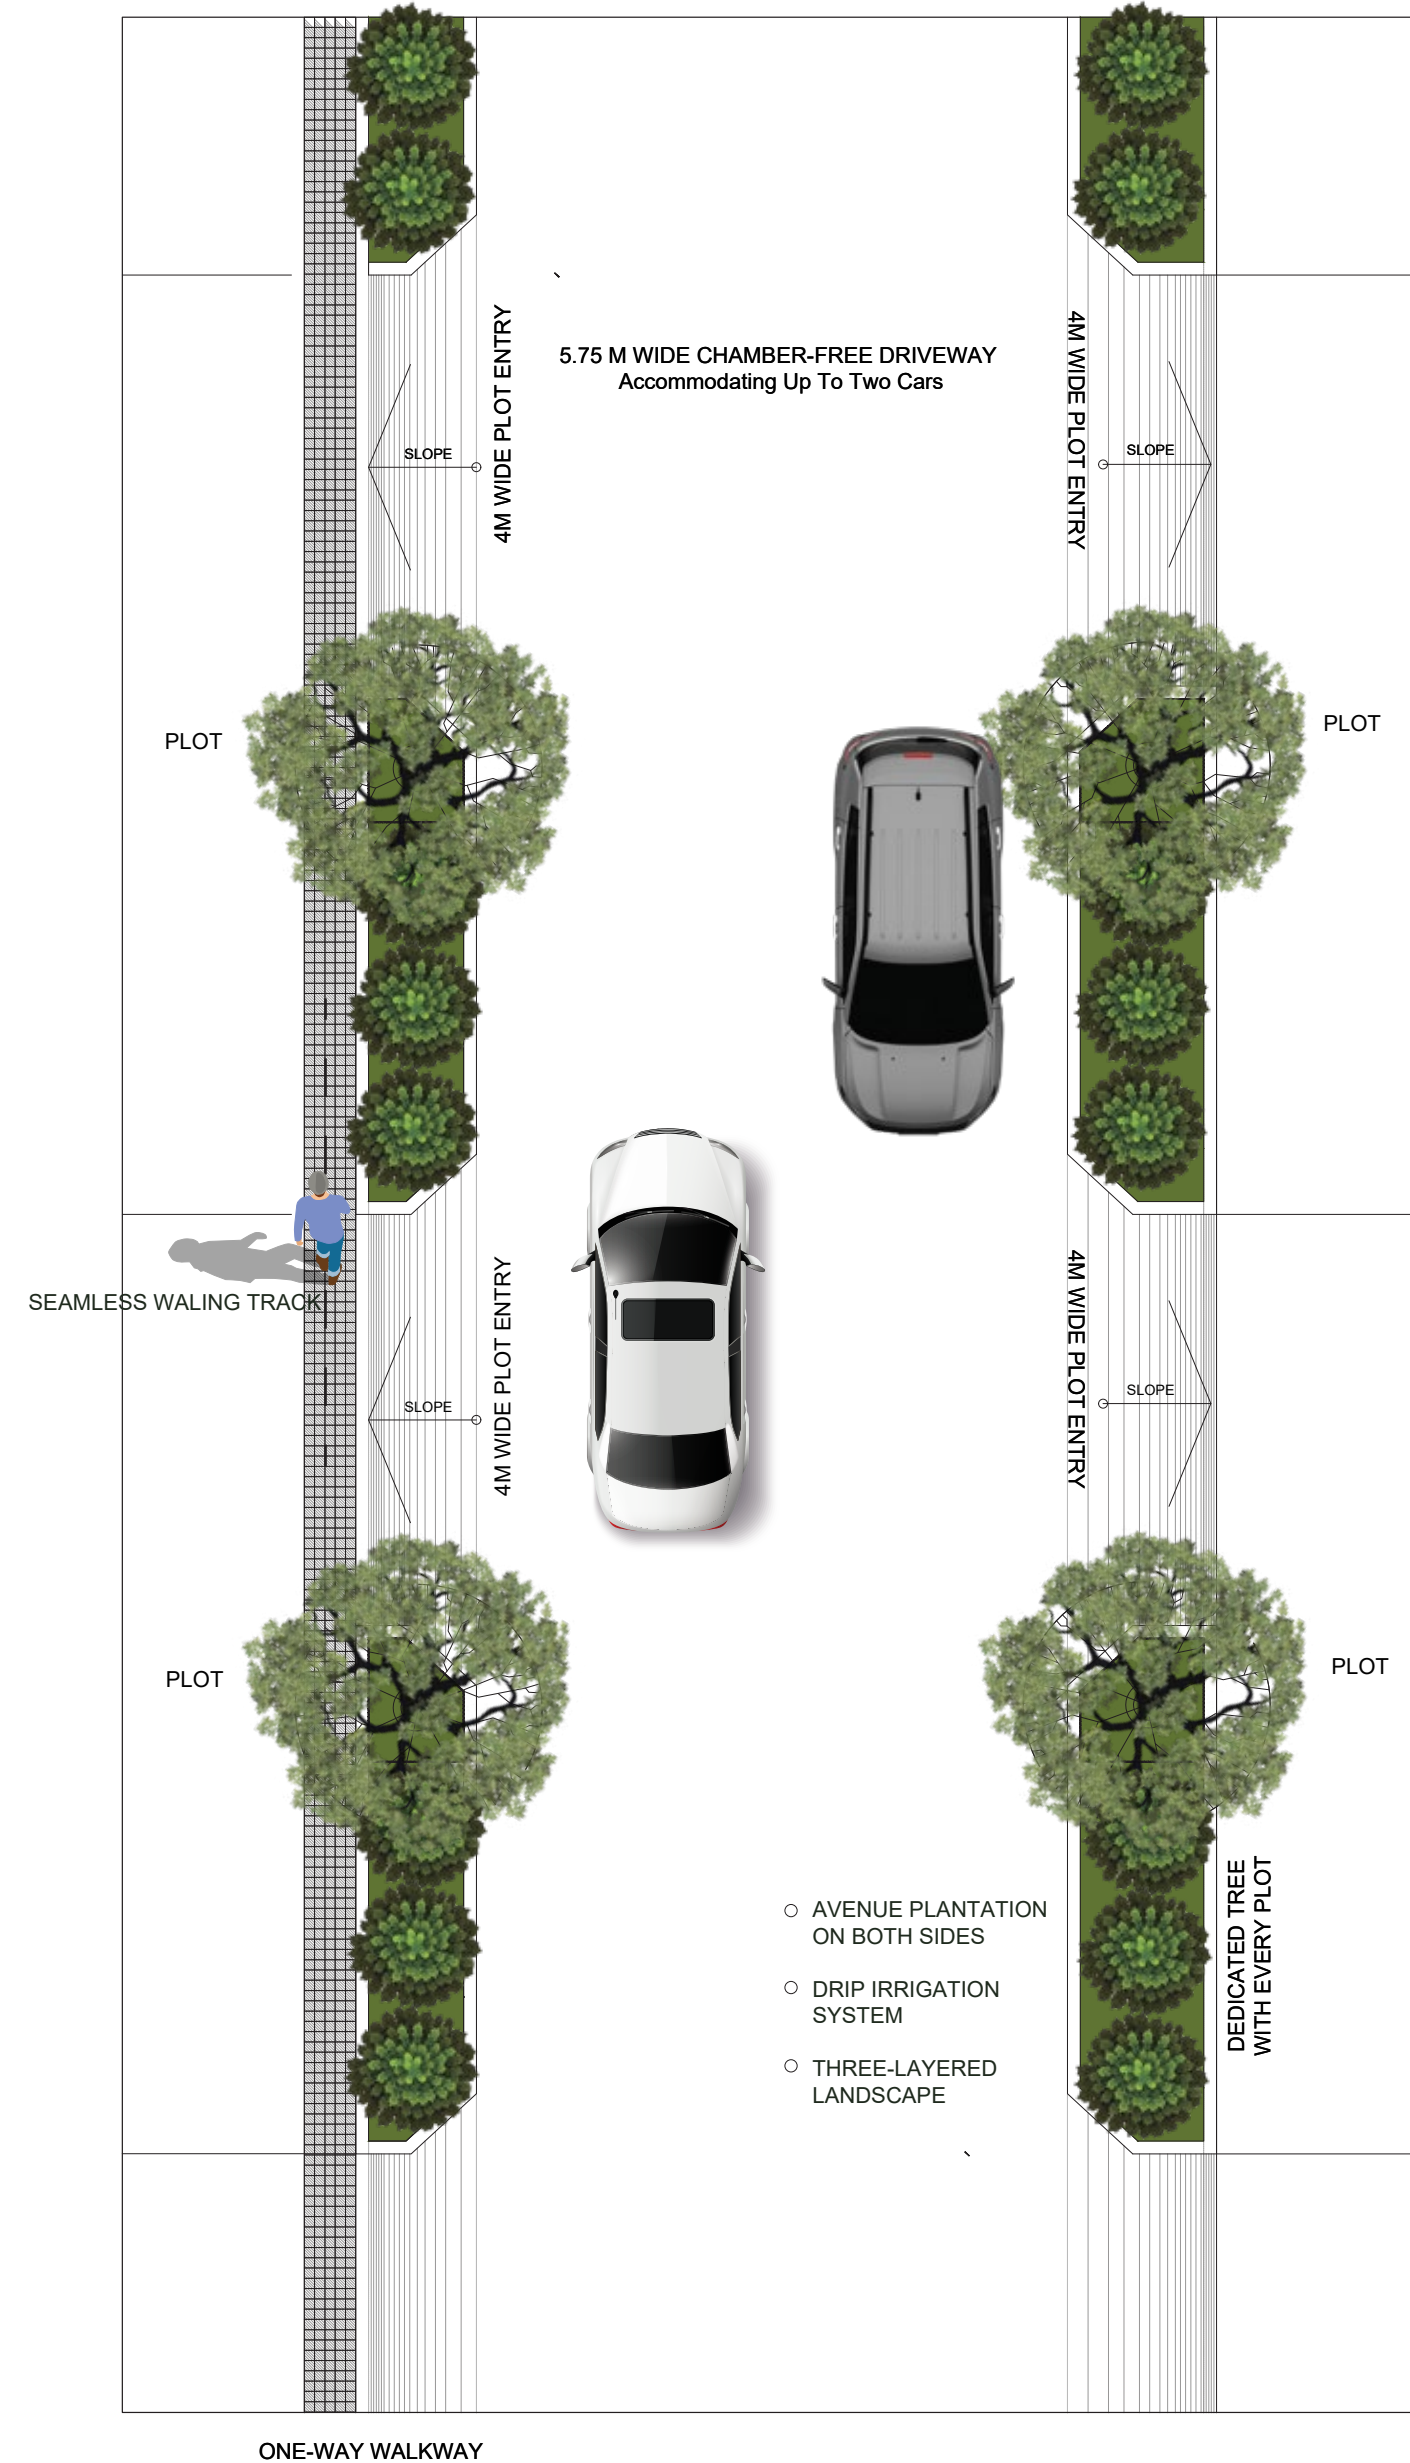 5.75 M WIDE CHAMBER-FREE DRIVEWAY
Accommodating Up To Two Cars
4M WIDE PLOT ENTRY
4M WIDE PLOT ENTRY
SLOPE
SLOPE
PLOT
PLOT
SEAMLESS WALING TRACK
4M WIDE PLOT ENTRY
4M WIDE PLOT ENTRY
SLOPE
SLOPE
PLOT
PLOT
AVENUE PLANTATION
ON BOTH SIDES
DRIP IRRIGATION
SYSTEM
THREE-LAYERED
LANDSCAPE
DEDICATED TREE
WITH EVERY PLOT
ONE-WAY WALKWAY